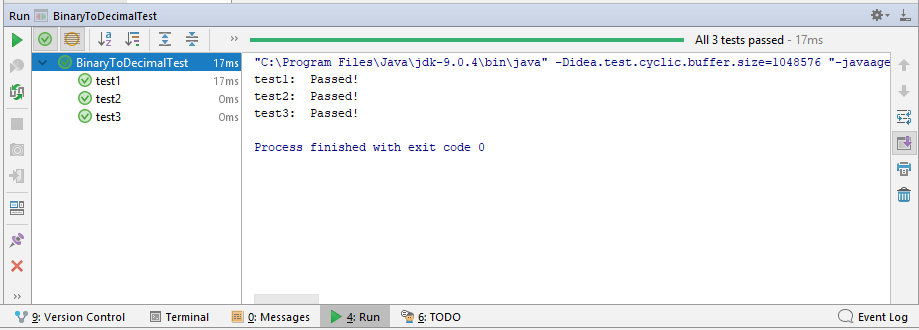 Run BinaryToDecimalTest
All 3 tests passed - 17ms
BinaryToDecimalTest 17ms
test1 17ms
test2 0ms
test3 0ms
"C:\Program Files\Java\jdk-9.0.4\bin\java" -Didea.test.cyclic.buffer.size=1048576 "-javaage
test1: Passed!
test2: Passed!
test3: Passed!
Process finished with exit code 0
9: Version Control Terminal 0: Messages 4: Run 6: TODO Event Log